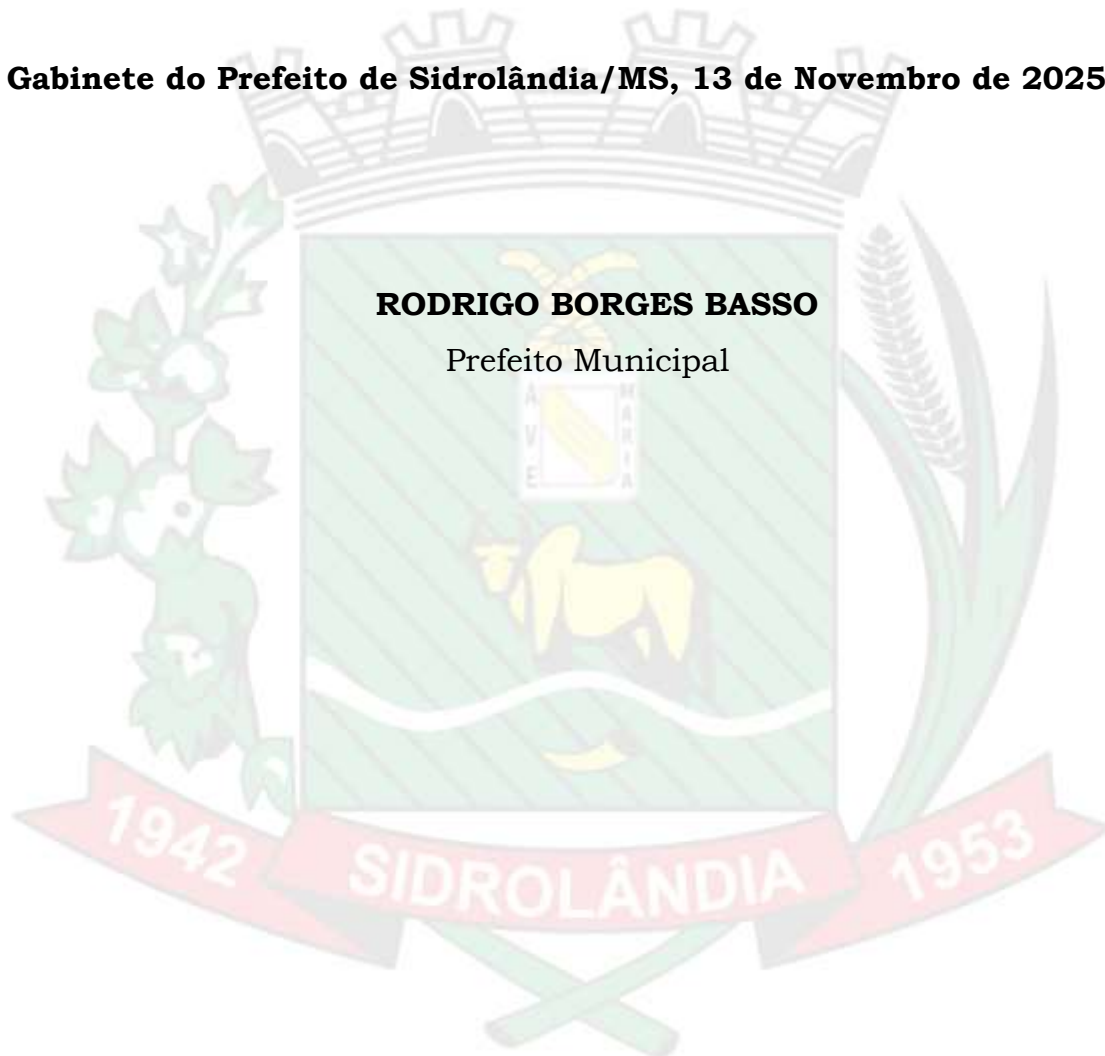 Gabinete do Prefeito de Sidrolândia/MS, 13 de Novembro de 2025
RODRIGO BORGES BASSO
Prefeito Municipal
AVE MARIA
1942 SIDROLÂNDIA 1953